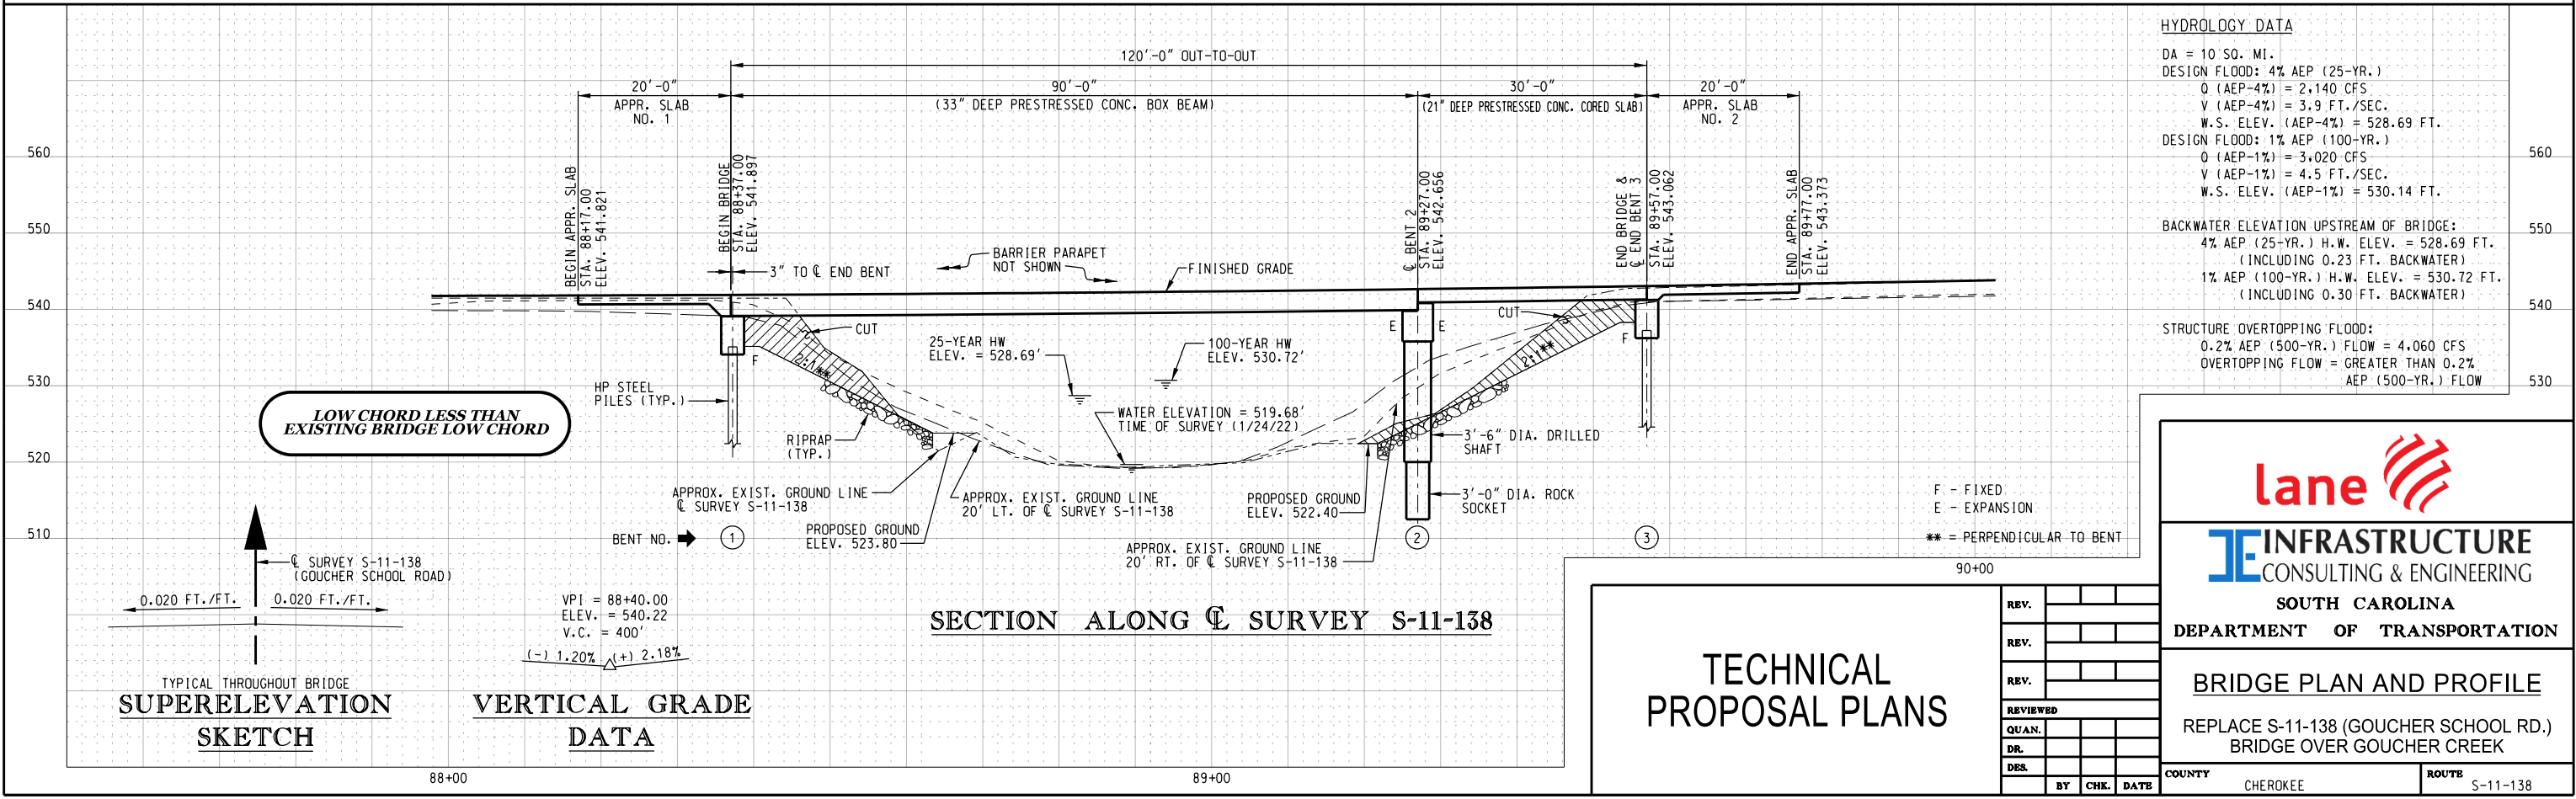 120'-0" OUT-TO-OUT
20'-0"
APPR. SLAB
NO. 1
90'-0"
(33" DEEP PRESTRESSED CONC. BOX BEAM)
30'-0"
(21" DEEP PRESTRESSED CONC. CORED SLAB)
20'-0"
APPR. SLAB
NO. 2
560
550
540
530
520
510
BEGIN APPR. SLAB
STA. 88+17.00
ELEV. 541.821
BEGIN BRIDGE
STA. 88+37.00
ELEV. 541.897
℄ BENT 2
STA. 89+27.00
ELEV. 542.656
END BRIDGE &
℄ END BENT 3
STA. 89+57.00
ELEV. 543.062
END APPR. SLAB
STA. 89+77.00
ELEV. 543.373
560
550
540
530
3" TO ℄ END BENT
BARRIER PARAPET
NOT SHOWN
FINISHED GRADE
CUT
CUT
E
E
F
F
2:1**
2:1**
25-YEAR HW
ELEV. = 528.69'
100-YEAR HW
ELEV. 530.72'
HP STEEL
PILES (TYP.)
LOW CHORD LESS THAN
EXISTING BRIDGE LOW CHORD
WATER ELEVATION = 519.68'
TIME OF SURVEY (1/24/22)
RIPRAP
(TYP.)
3'-6" DIA. DRILLED
SHAFT
APPROX. EXIST. GROUND LINE
℄ SURVEY S-11-138
APPROX. EXIST. GROUND LINE
20' LT. OF ℄ SURVEY S-11-138
PROPOSED GROUND
ELEV. 522.40
3'-0" DIA. ROCK
SOCKET
PROPOSED GROUND
ELEV. 523.80
APPROX. EXIST. GROUND LINE
20' RT. OF ℄ SURVEY S-11-138
BENT NO.
1
2
3
F - FIXED
E - EXPANSION
** = PERPENDICULAR TO BENT
90+00
℄ SURVEY S-11-138
(GOUCHER SCHOOL ROAD)
0.020 FT./FT.
0.020 FT./FT.
TYPICAL THROUGHOUT BRIDGE
SUPERELEVATION
SKETCH
VPI = 88+40.00
ELEV. = 540.22
V.C. = 400'
(-) 1.20%
(+) 2.18%
VERTICAL GRADE
DATA
SECTION ALONG ℄ SURVEY S-11-138
88+00
89+00
HYDROLOGY DATA
DA = 10 SQ. MI.
DESIGN FLOOD: 4% AEP (25-YR.)
Q (AEP-4%) = 2,140 CFS
V (AEP-4%) = 3.9 FT./SEC.
W.S. ELEV. (AEP-4%) = 528.69 FT.
DESIGN FLOOD: 1% AEP (100-YR.)
Q (AEP-1%) = 3,020 CFS
V (AEP-1%) = 4.5 FT./SEC.
W.S. ELEV. (AEP-1%) = 530.14 FT.
BACKWATER ELEVATION UPSTREAM OF BRIDGE:
4% AEP (25-YR.) H.W. ELEV. = 528.69 FT.
(INCLUDING 0.23 FT. BACKWATER)
1% AEP (100-YR.) H.W. ELEV. = 530.72 FT.
(INCLUDING 0.30 FT. BACKWATER)
STRUCTURE OVERTOPPING FLOOD:
0.2% AEP (500-YR.) FLOW = 4,060 CFS
OVERTOPPING FLOW = GREATER THAN 0.2%
AEP (500-YR.) FLOW
TECHNICAL
PROPOSAL PLANS
REV.
REV.
REV.
REVIEWED
QUAN.
DR.
DES.
BY CHK. DATE
lane
INFRASTRUCTURE
CONSULTING & ENGINEERING
SOUTH CAROLINA
DEPARTMENT OF TRANSPORTATION
BRIDGE PLAN AND PROFILE
REPLACE S-11-138 (GOUCHER SCHOOL RD.)
BRIDGE OVER GOUCHER CREEK
COUNTY
CHEROKEE
ROUTE
S-11-138